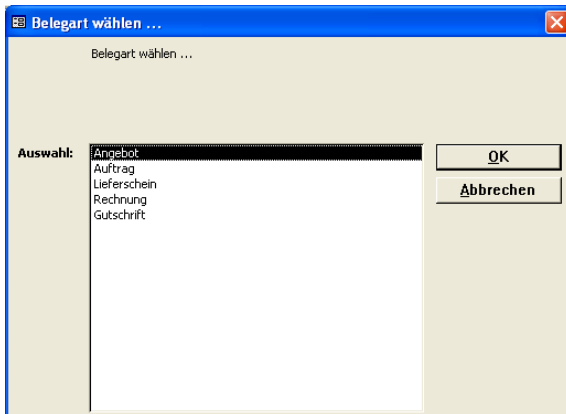 Belegart wählen ...
Belegart wählen ...
Auswahl:
Angebot
Auftrag
Lieferschein
Rechnung
Gutschrift
OK
Abbrechen